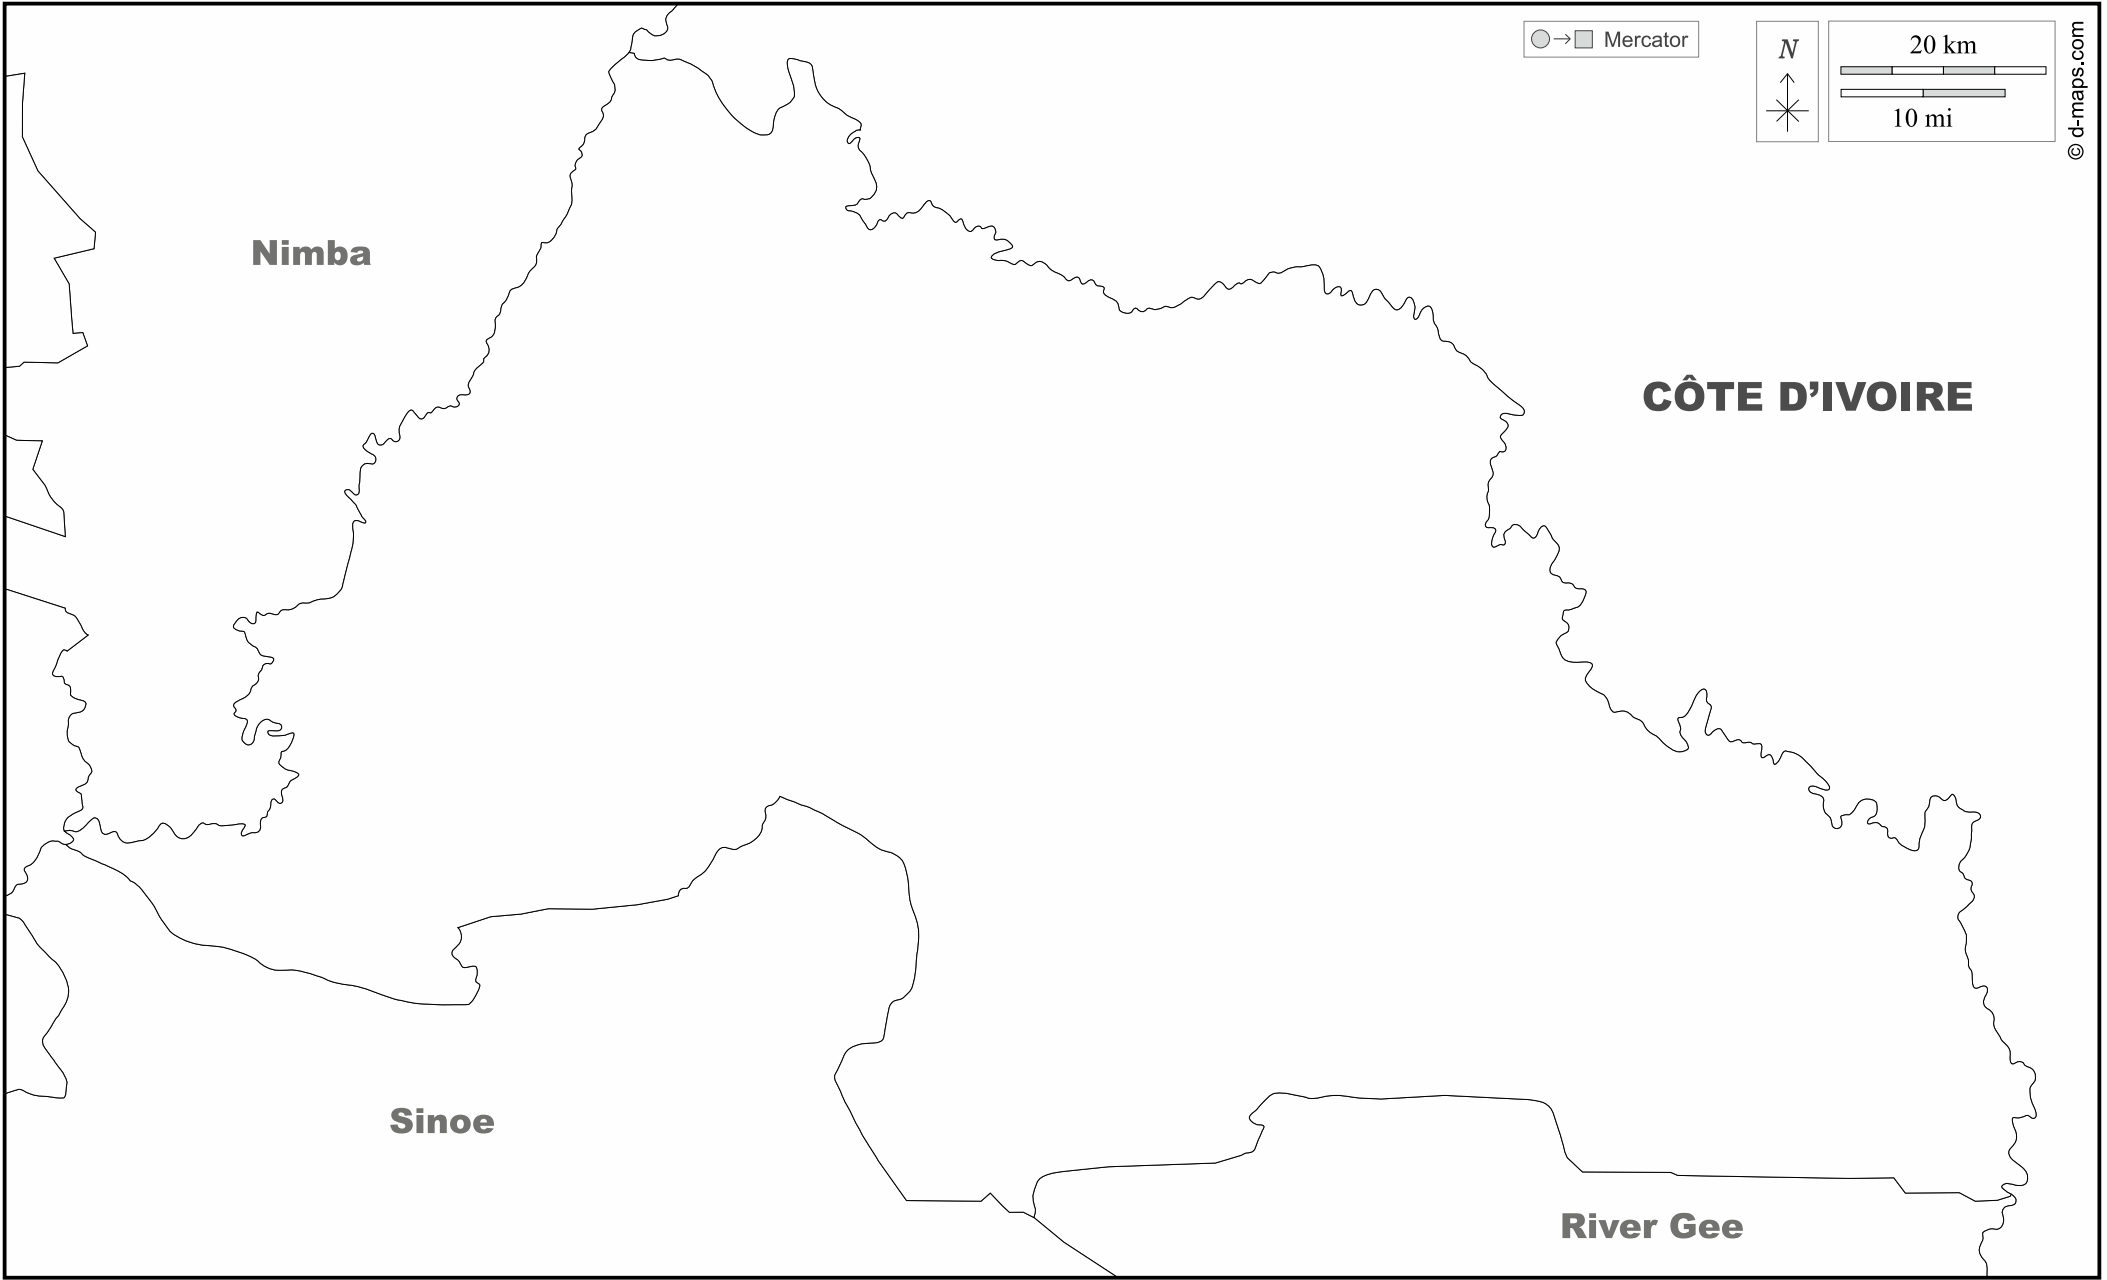 Mercator
N
20 km
10 mi
© d-maps.com
Nimba
CÔTE D’IVOIRE
Sinoe
River Gee